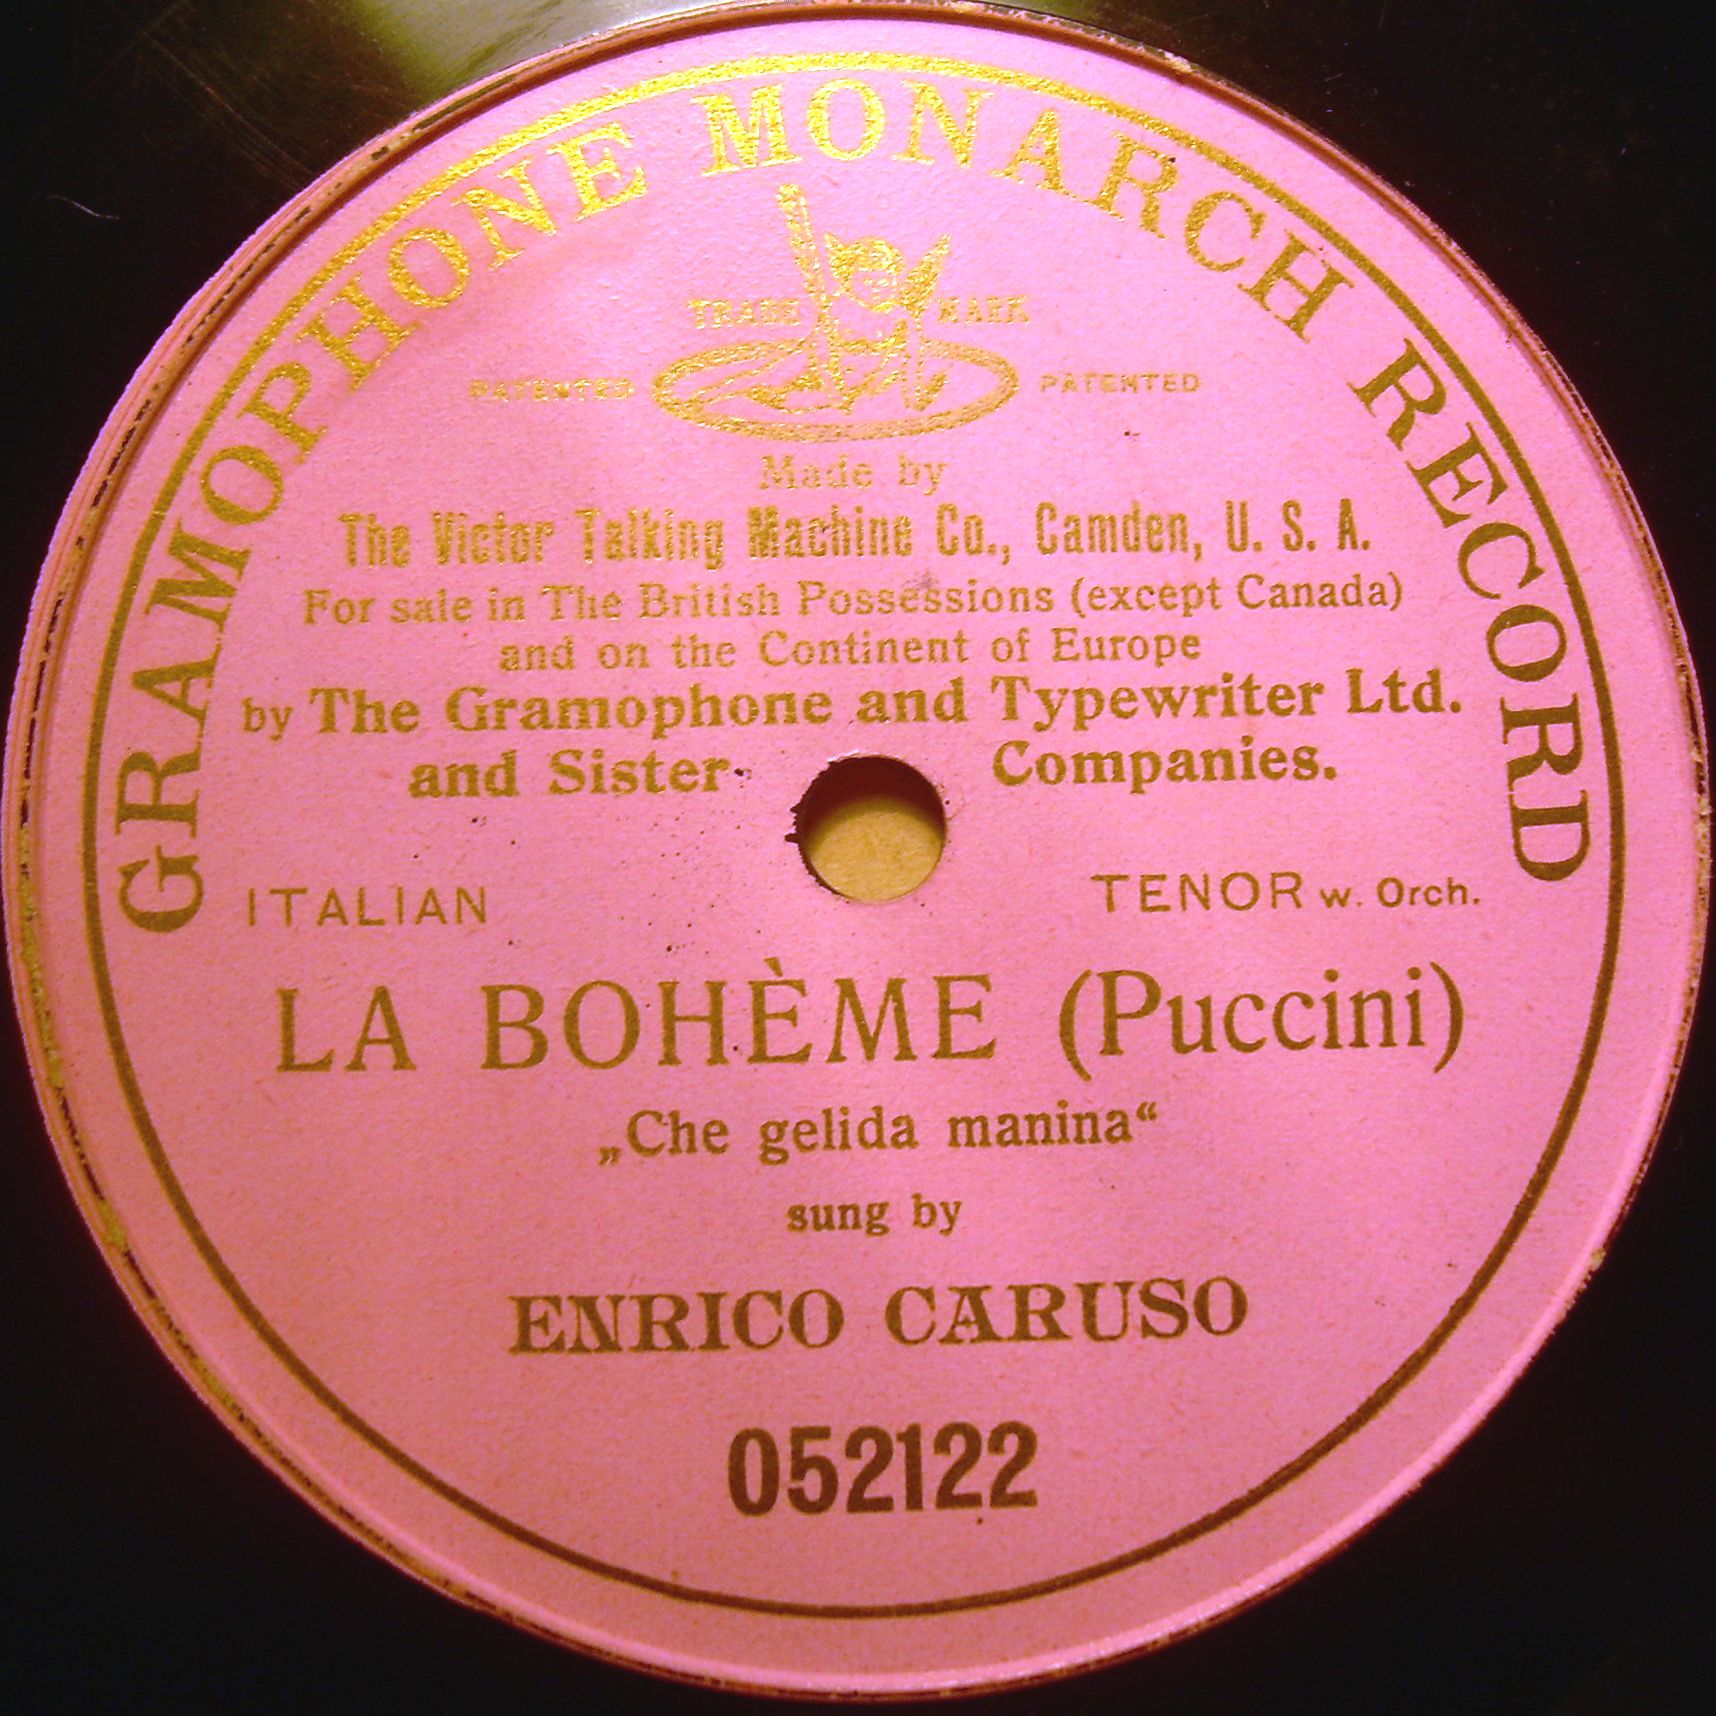 GRAMOPHONE MONARCH RECORD
TRADE MARK
PATENTED PATENTED
Made by
The Victor Talking Machine Co., Camden, U. S. A.
For sale in The British Possessions (except Canada)
and on the Continent of Europe
by The Gramophone and Typewriter Ltd.
and Sister Companies.
ITALIAN TENOR w. Orch.
LA BOHÈME (Puccini)
„Che gelida manina“
sung by
ENRICO CARUSO
052122